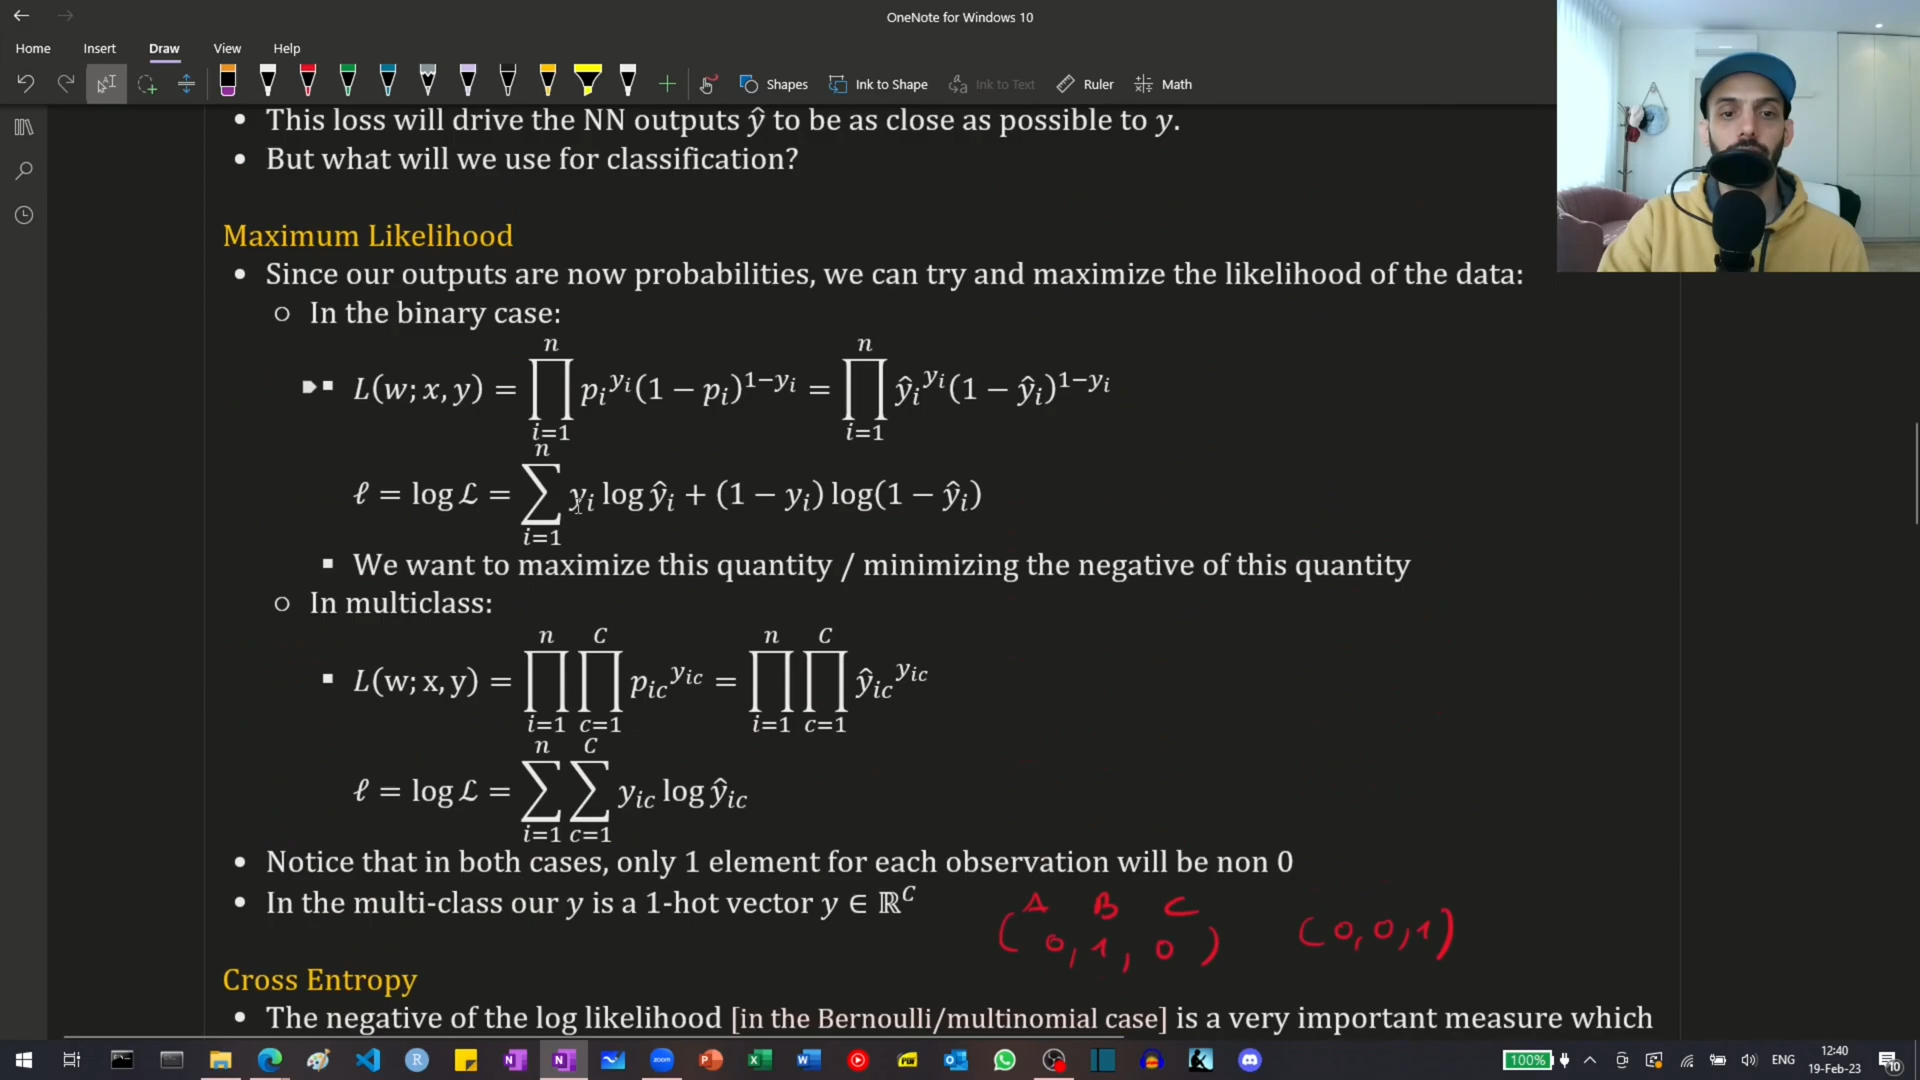 OneNote for Windows 10
Home Insert Draw View Help
Shapes Ink to Shape Ink to Text Ruler Math
• This loss will drive the NN outputs ŷ to be as close as possible to y.
• But what will we use for classification?
Maximum Likelihood
• Since our outputs are now probabilities, we can try and maximize the likelihood of the data:
○ In the binary case:
▪ L(w; x, y) = ∏_{i=1}^{n} p_i^{y_i}(1 − p_i)^{1−y_i} = ∏_{i=1}^{n} ŷ_i^{y_i}(1 − ŷ_i)^{1−y_i}
ℓ = log ℒ = ∑_{i=1}^{n} y_i log ŷ_i + (1 − y_i) log(1 − ŷ_i)
▪ We want to maximize this quantity / minimizing the negative of this quantity
○ In multiclass:
▪ L(w; x, y) = ∏_{i=1}^{n} ∏_{c=1}^{C} p_{ic}^{y_{ic}} = ∏_{i=1}^{n} ∏_{c=1}^{C} ŷ_{ic}^{y_{ic}}
ℓ = log ℒ = ∑_{i=1}^{n} ∑_{c=1}^{C} y_{ic} log ŷ_{ic}
• Notice that in both cases, only 1 element for each observation will be non 0
• In the multi-class our y is a 1-hot vector y ∈ ℝ^C
A B C
(0, 1, 0) (0, 0, 1)
Cross Entropy
• The negative of the log likelihood [in the Bernoulli/multinomial case] is a very important measure which
100% ENG 12:40
19-Feb-23 10